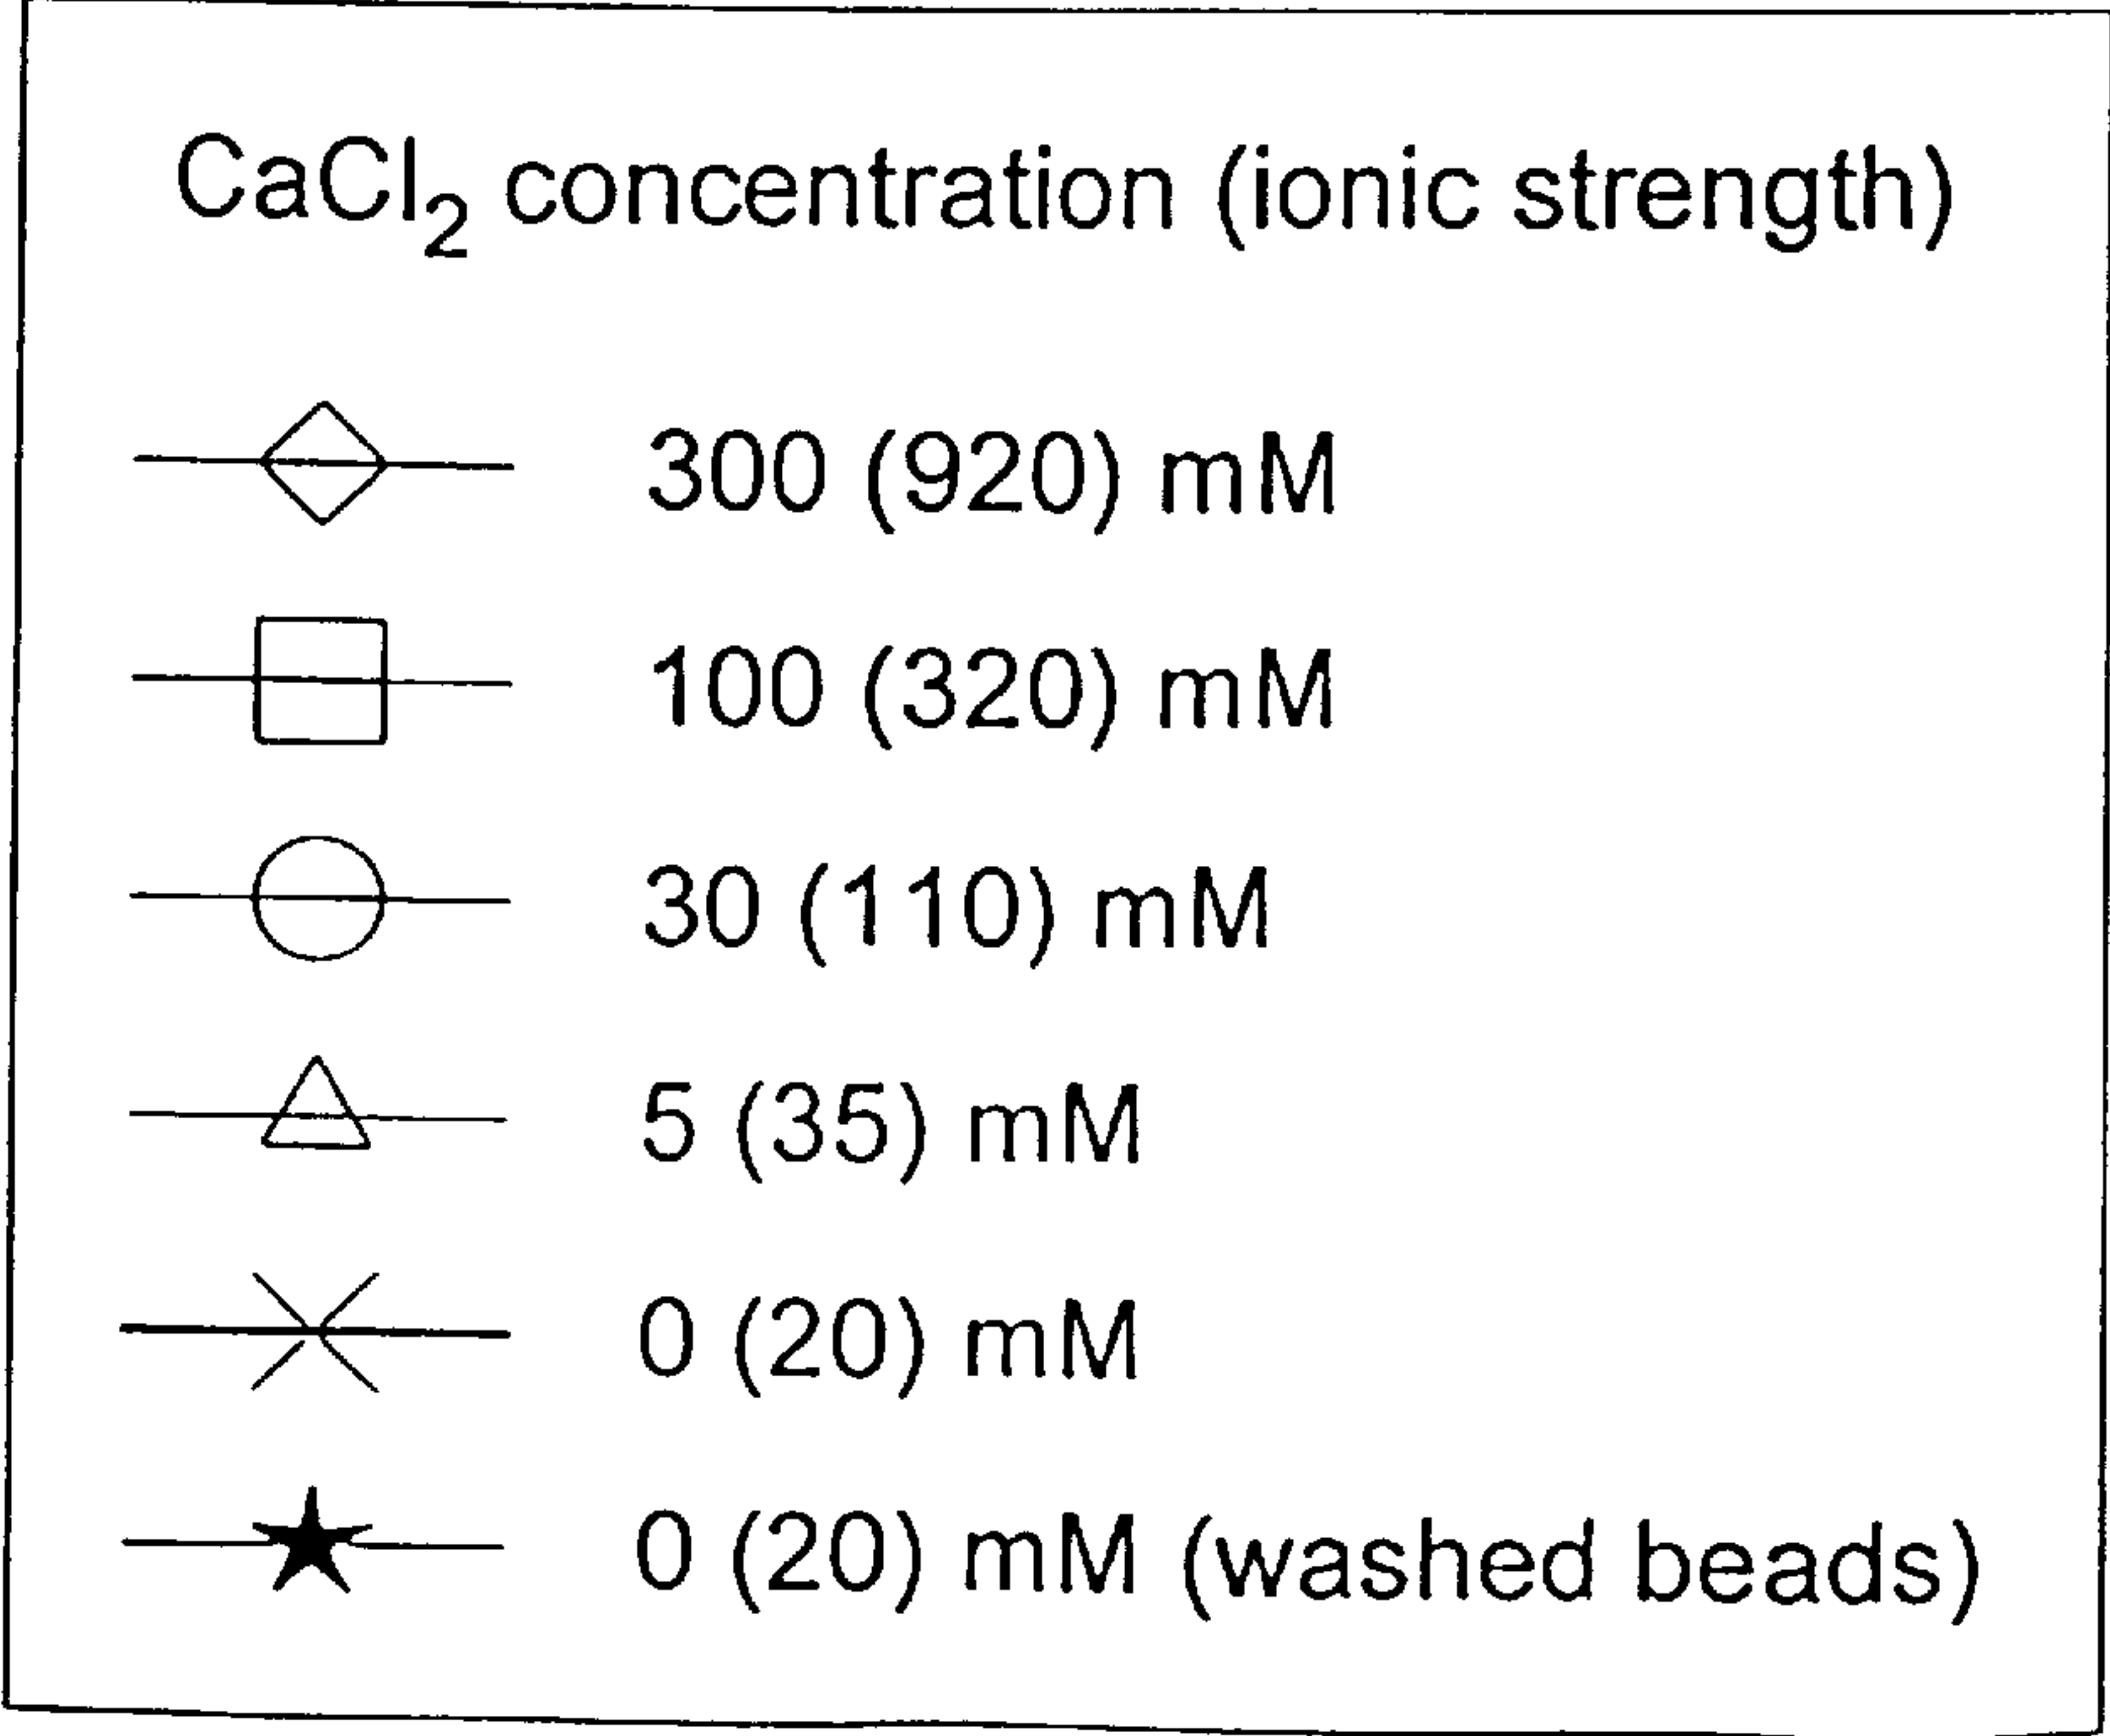 CaCl₂ concentration (ionic strength)
300 (920) mM
100 (320) mM
30 (110) mM
5 (35) mM
0 (20) mM
0 (20) mM (washed beads)